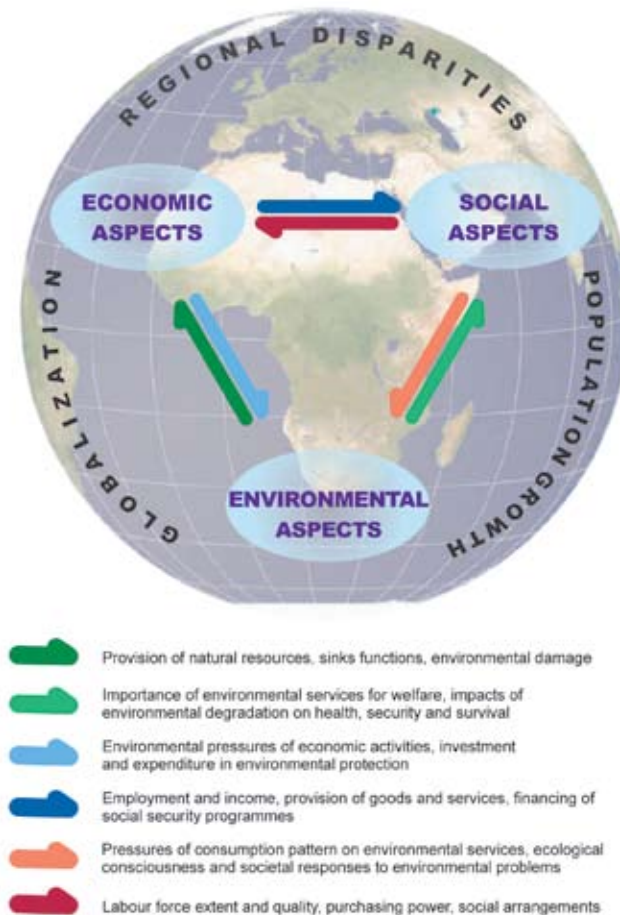 REGIONAL DISPARITIES
ECONOMIC
ASPECTS
SOCIAL
ASPECTS
GLOBALIZATION
POPULATION GROWTH
ENVIRONMENTAL
ASPECTS
Provision of natural resources, sinks functions, environmental damage
Importance of environmental services for welfare, impacts of
environmental degradation on health, security and survival
Environmental pressures of economic activities, investment
and expenditure in environmental protection
Employment and income, provision of goods and services, financing of
social security programmes
Pressures of consumption pattern on environmental services, ecological
consciousness and societal responses to environmental problems
Labour force extent and quality, purchasing power, social arrangements